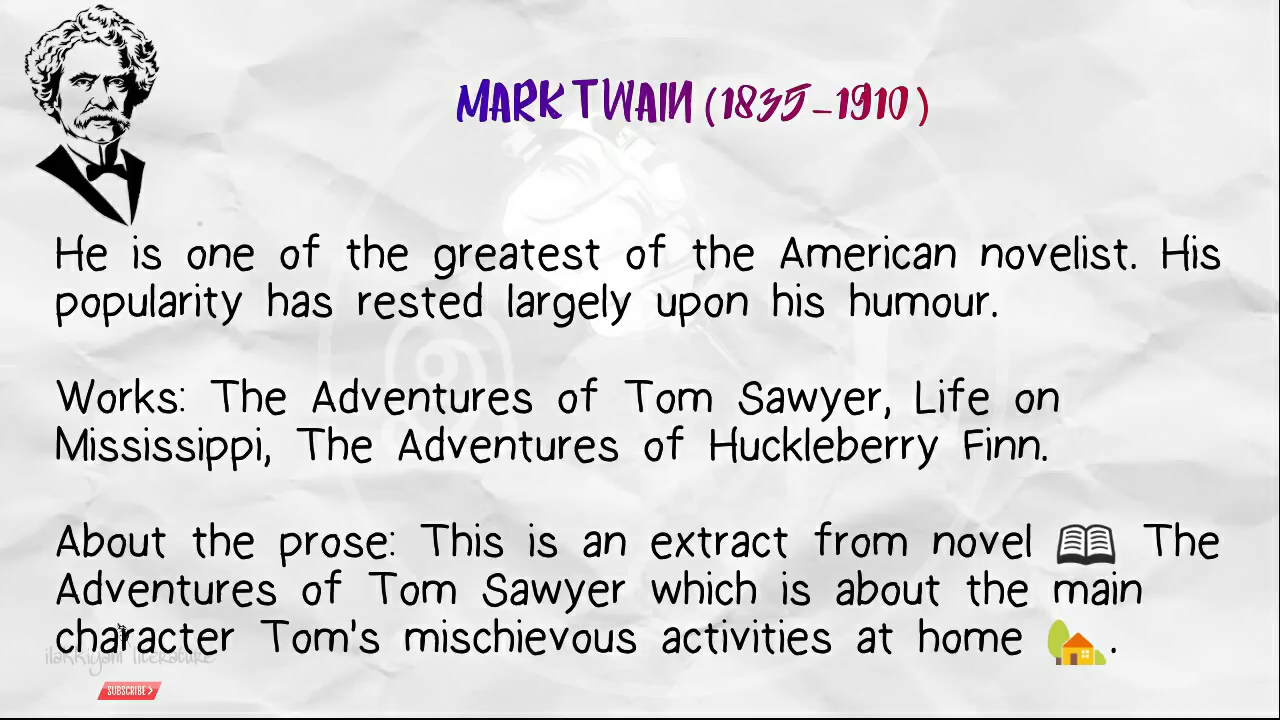 MARK TWAIN (1835-1910)
He is one of the greatest of the American novelist. His
popularity has rested largely upon his humour.
Works: The Adventures of Tom Sawyer, Life on
Mississippi, The Adventures of Huckleberry Finn.
About the prose: This is an extract from novel 📖 The
Adventures of Tom Sawyer which is about the main
character Tom's mischievous activities at home 🏡.
ilakkiyani literature
SUBSCRIBE >